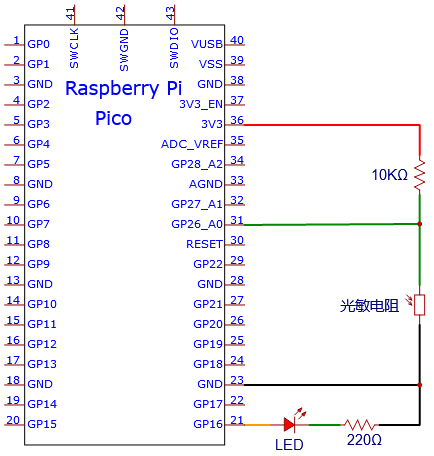 41 42 43
SWCLK SWGND SWDIO
1 GP0 VUSB 40
2 GP1 VSS 39
3 GND GND 38
4 GP2 3V3_EN 37
5 GP3 3V3 36
6 GP4 ADC_VREF 35
7 GP5 GP28_A2 34
8 GND AGND 33
9 GP6 GP27_A1 32
10 GP7 GP26_A0 31
11 GP8 RESET 30
12 GP9 GP22 29
13 GND GND 28
14 GP10 GP21 27
15 GP11 GP20 26
16 GP12 GP19 25
17 GP13 GP18 24
18 GND GND 23
19 GP14 GP17 22
20 GP15 GP16 21
Raspberry Pi
Pico
10KΩ
光敏电阻
LED
220Ω